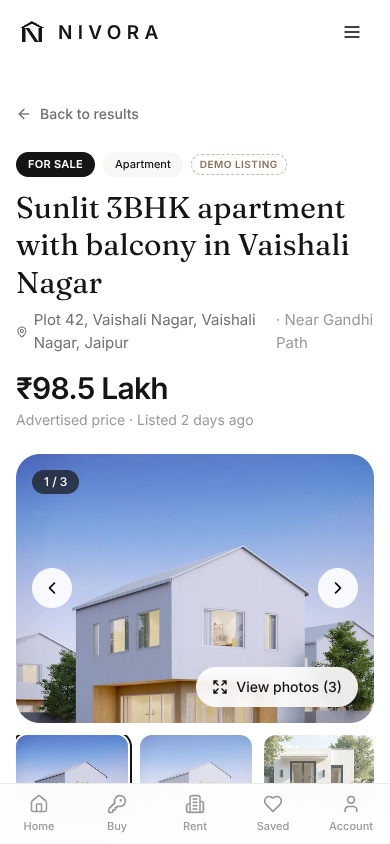 NIVORA
Back to results
FOR SALE
Apartment
DEMO LISTING
Sunlit 3BHK apartment
with balcony in Vaishali
Nagar
Plot 42, Vaishali Nagar, Vaishali
Nagar, Jaipur
· Near Gandhi
Path
₹98.5 Lakh
Advertised price · Listed 2 days ago
1 / 3
View photos (3)
Home
Buy
Rent
Saved
Account